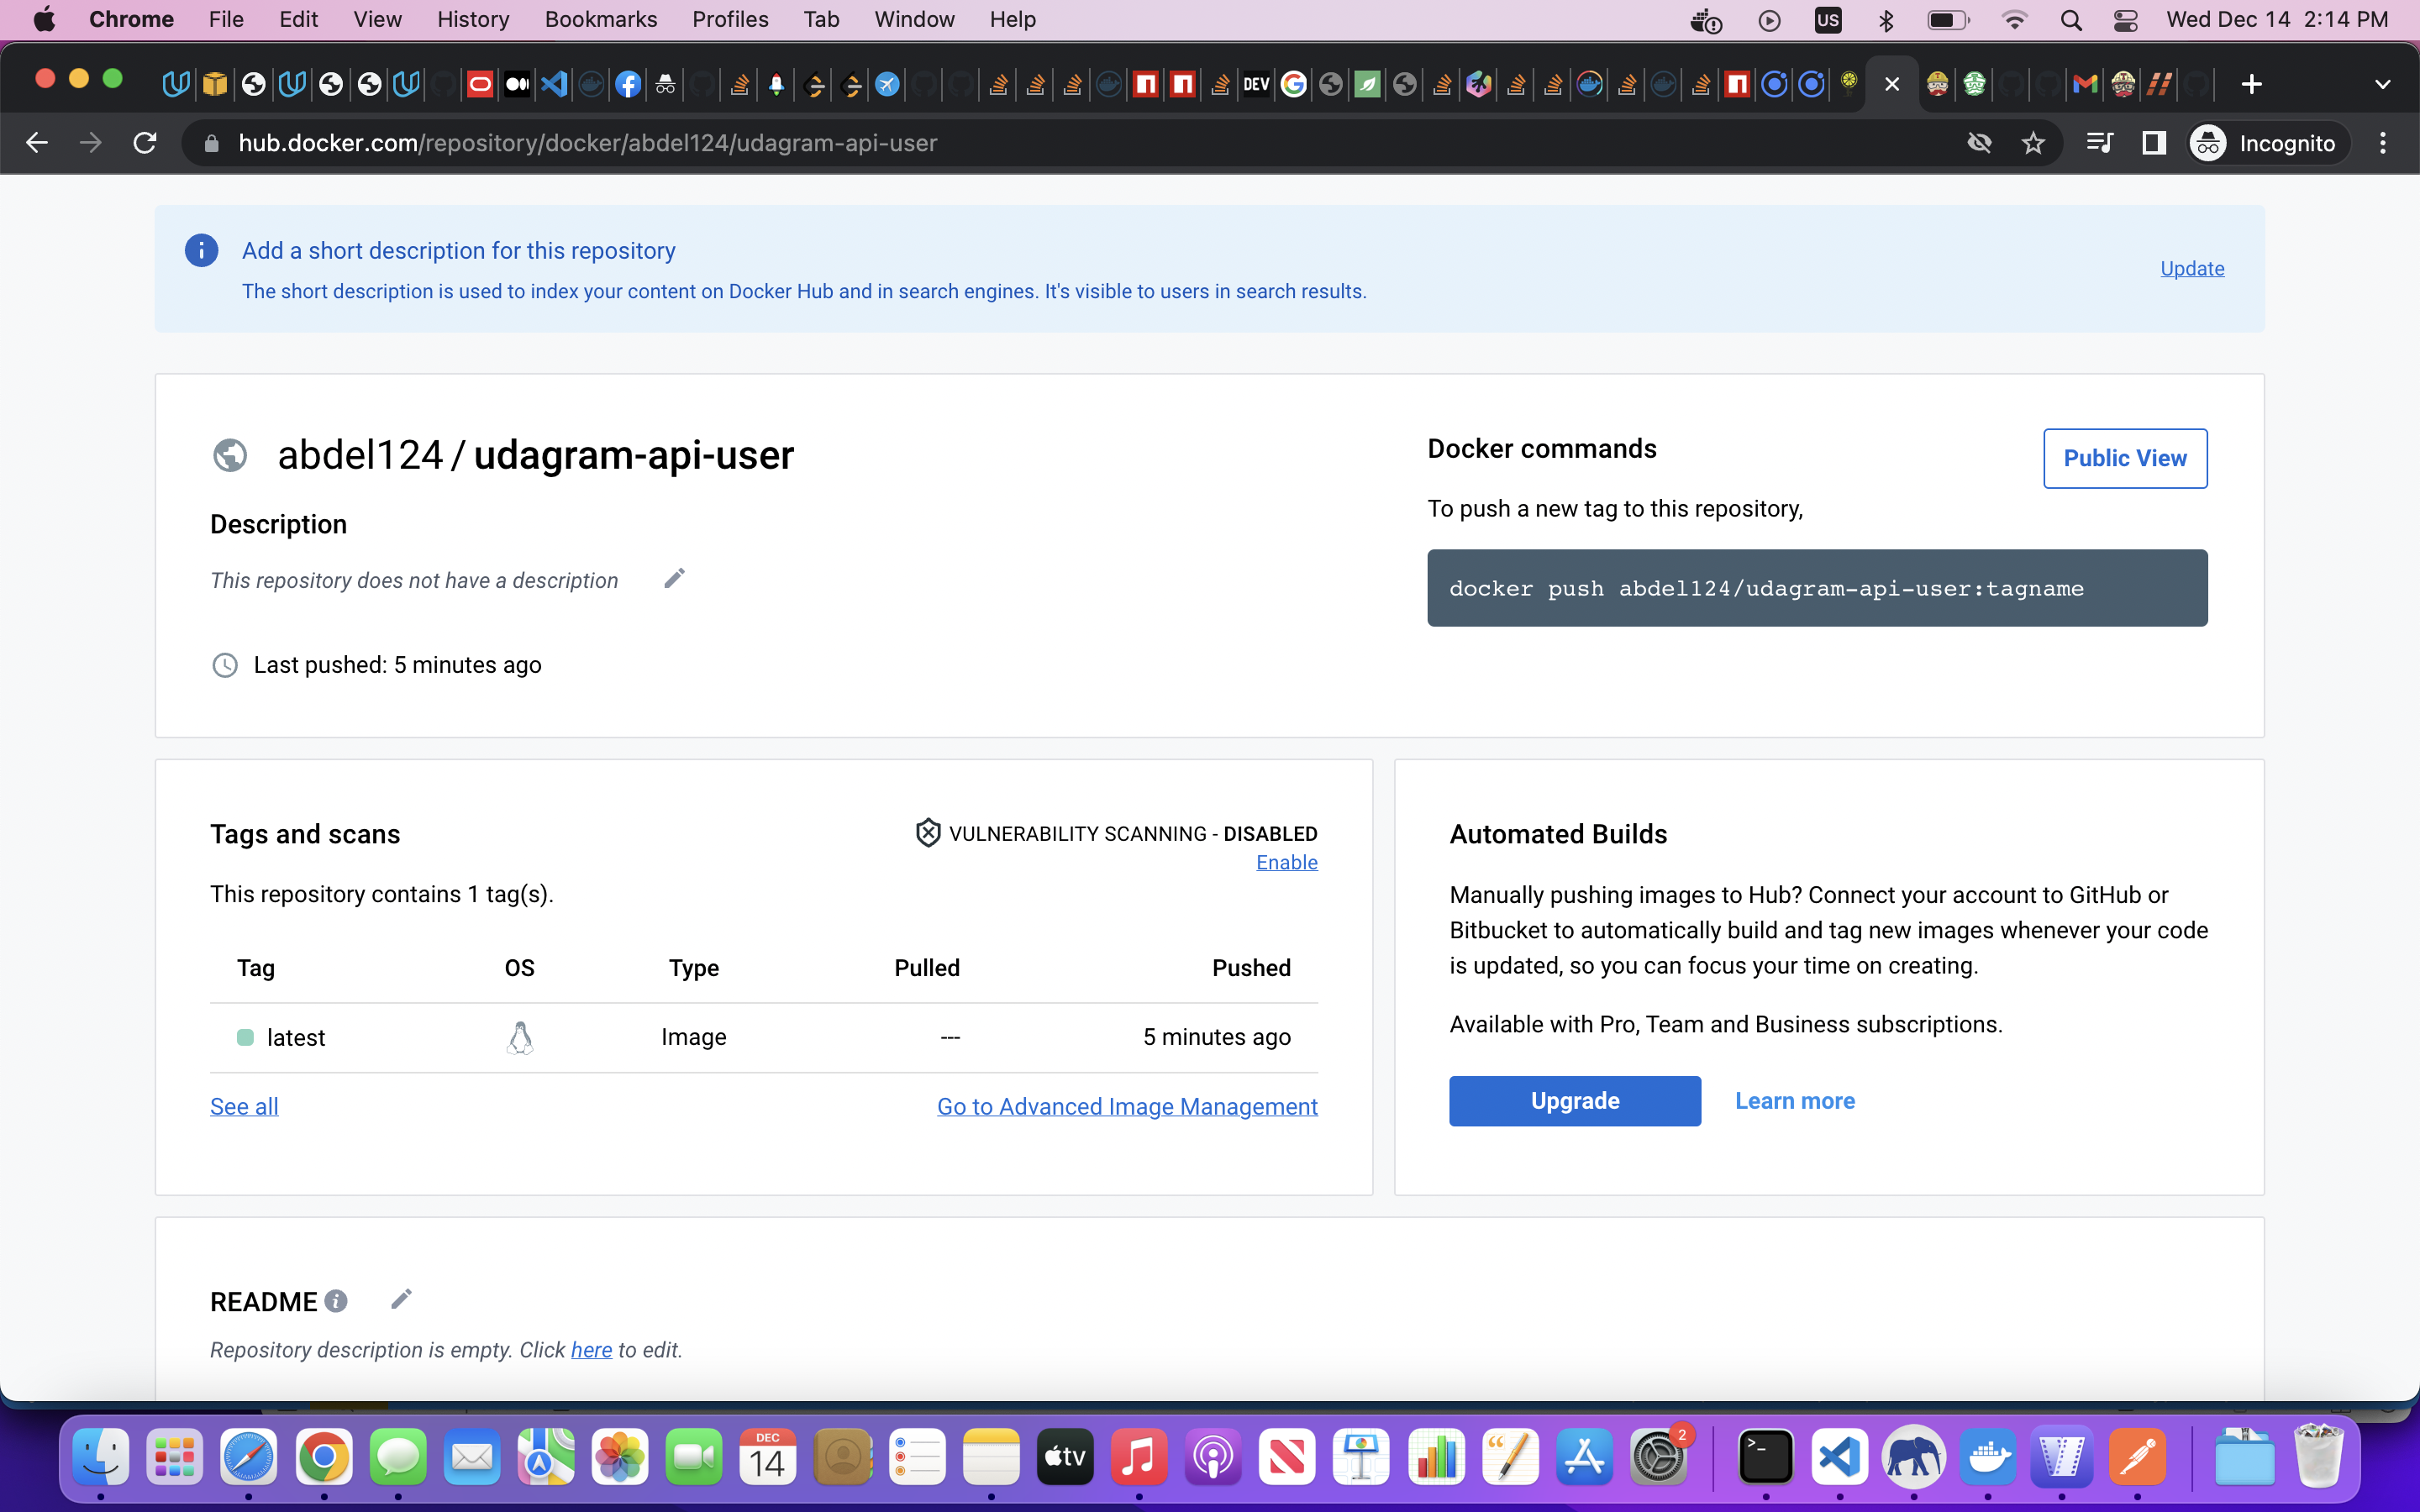 Chrome File Edit View History Bookmarks Profiles Tab Window Help US Wed Dec 14 2:14 PM
DEV
hub.docker.com/repository/docker/abdel124/udagram-api-user Incognito
Add a short description for this repository
The short description is used to index your content on Docker Hub and in search engines. It's visible to users in search results.
Update
abdel124 / udagram-api-user
Description
This repository does not have a description
Last pushed: 5 minutes ago
Docker commands
Public View
To push a new tag to this repository,
docker push abdel124/udagram-api-user:tagname
Tags and scans
VULNERABILITY SCANNING - DISABLED
Enable
This repository contains 1 tag(s).
Tag OS Type Pulled Pushed
latest Image --- 5 minutes ago
See all Go to Advanced Image Management
Automated Builds
Manually pushing images to Hub? Connect your account to GitHub or
Bitbucket to automatically build and tag new images whenever your code
is updated, so you can focus your time on creating.
Available with Pro, Team and Business subscriptions.
Upgrade Learn more
README
Repository description is empty. Click here to edit.
DEC
14
tv
2